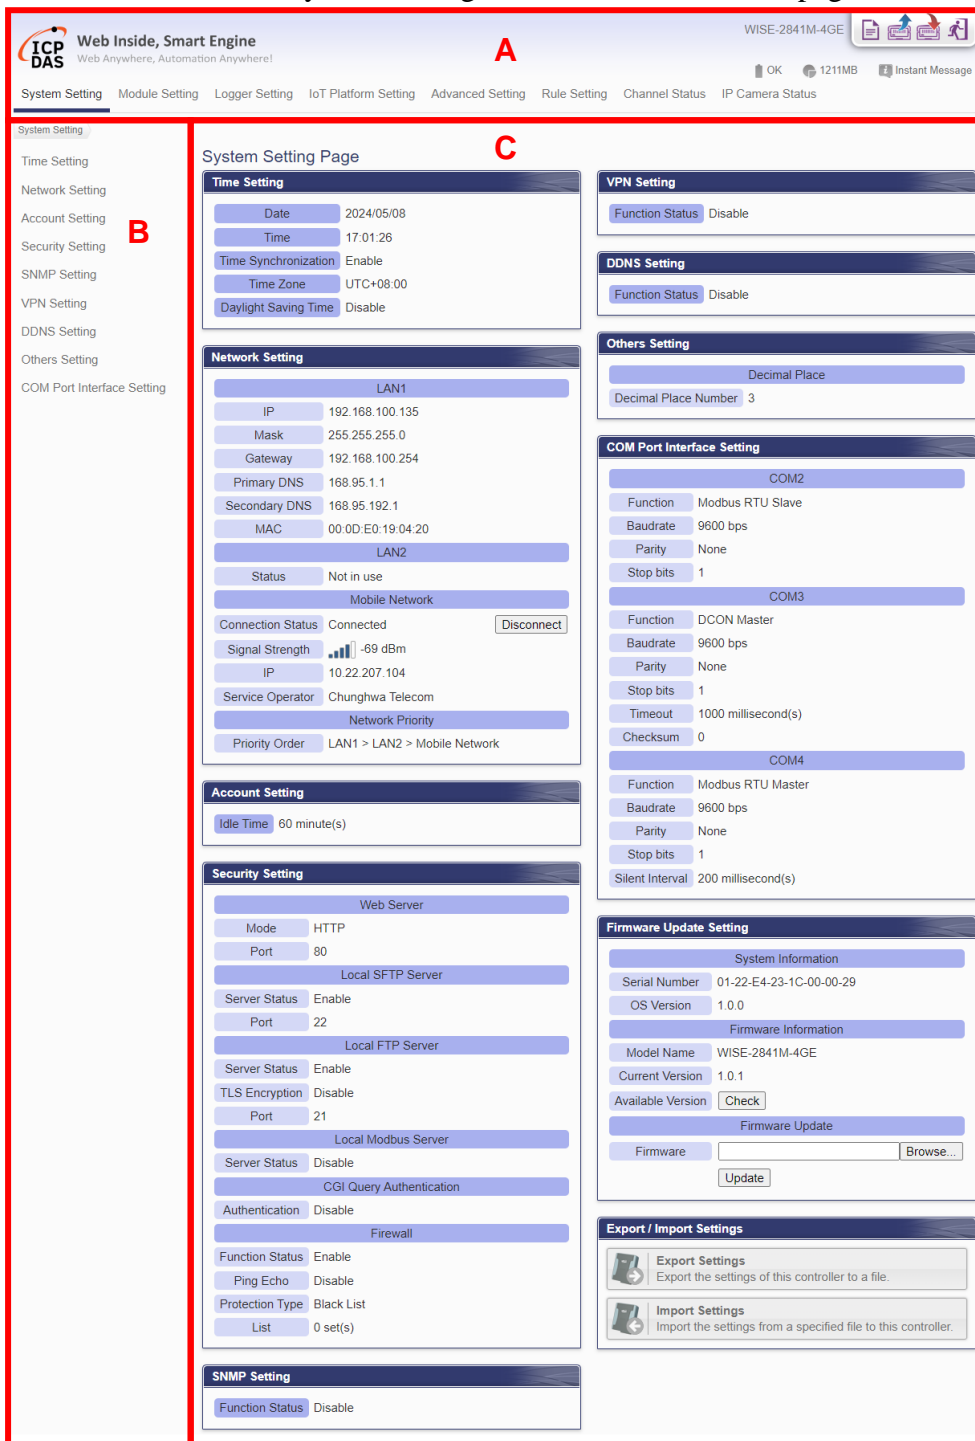 ICP
DAS
Web Inside, Smart Engine
Web Anywhere, Automation Anywhere!
A
WISE-2841M-4GE
OK
1211MB
Instant Message
System Setting
Module Setting
Logger Setting
IoT Platform Setting
Advanced Setting
Rule Setting
Channel Status
IP Camera Status
System Setting
Time Setting
Network Setting
Account Setting
Security Setting
SNMP Setting
VPN Setting
DDNS Setting
Others Setting
COM Port Interface Setting
B
C
System Setting Page
Time Setting
Date 2024/05/08
Time 17:01:26
Time Synchronization Enable
Time Zone UTC+08:00
Daylight Saving Time Disable
Network Setting
LAN1
IP 192.168.100.135
Mask 255.255.255.0
Gateway 192.168.100.254
Primary DNS 168.95.1.1
Secondary DNS 168.95.192.1
MAC 00:0D:E0:19:04:20
LAN2
Status Not in use
Mobile Network
Connection Status Connected Disconnect
Signal Strength -69 dBm
IP 10.22.207.104
Service Operator Chunghwa Telecom
Network Priority
Priority Order LAN1 > LAN2 > Mobile Network
Account Setting
Idle Time 60 minute(s)
Security Setting
Web Server
Mode HTTP
Port 80
Local SFTP Server
Server Status Enable
Port 22
Local FTP Server
Server Status Enable
TLS Encryption Disable
Port 21
Local Modbus Server
Server Status Disable
CGI Query Authentication
Authentication Disable
Firewall
Function Status Enable
Ping Echo Disable
Protection Type Black List
List 0 set(s)
SNMP Setting
Function Status Disable
VPN Setting
Function Status Disable
DDNS Setting
Function Status Disable
Others Setting
Decimal Place
Decimal Place Number 3
COM Port Interface Setting
COM2
Function Modbus RTU Slave
Baudrate 9600 bps
Parity None
Stop bits 1
COM3
Function DCON Master
Baudrate 9600 bps
Parity None
Stop bits 1
Timeout 1000 millisecond(s)
Checksum 0
COM4
Function Modbus RTU Master
Baudrate 9600 bps
Parity None
Stop bits 1
Silent Interval 200 millisecond(s)
Firmware Update Setting
System Information
Serial Number 01-22-E4-23-1C-00-00-29
OS Version 1.0.0
Firmware Information
Model Name WISE-2841M-4GE
Current Version 1.0.1
Available Version Check
Firmware Update
Firmware Browse...
Update
Export / Import Settings
Export Settings
Export the settings of this controller to a file.
Import Settings
Import the settings from a specified file to this controller.